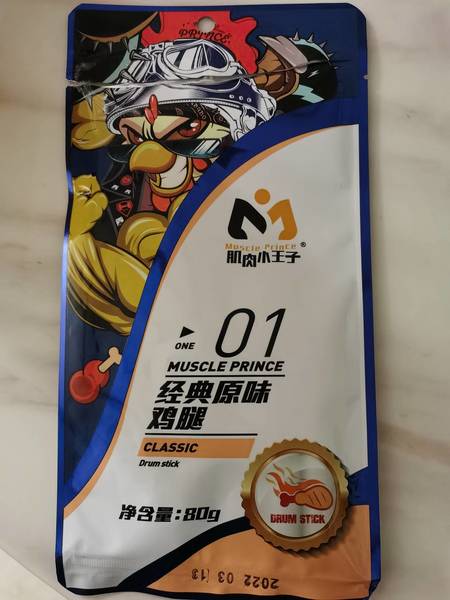 PRYNCE
Muscle Prince®
肌肉小王子
ONE
01
MUSCLE PRINCE
经典原味
鸡腿
CLASSIC
Drum stick
DRUM STICK
净含量:80g
2022 03 13